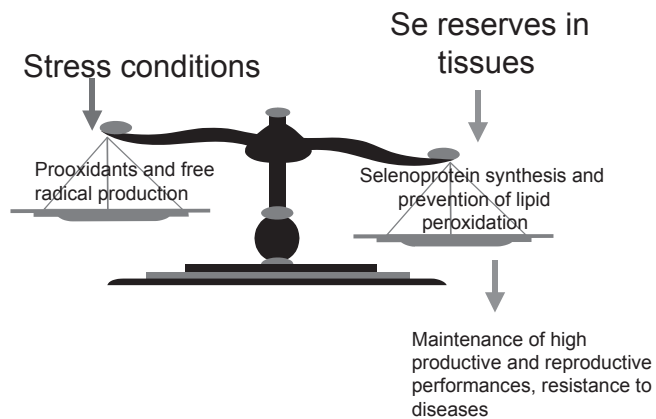 Se reserves in
tissues
Stress conditions
Prooxidants and free
radical production
Selenoprotein synthesis and
prevention of lipid
peroxidation
Maintenance of high
productive and reproductive
performances, resistance to
diseases